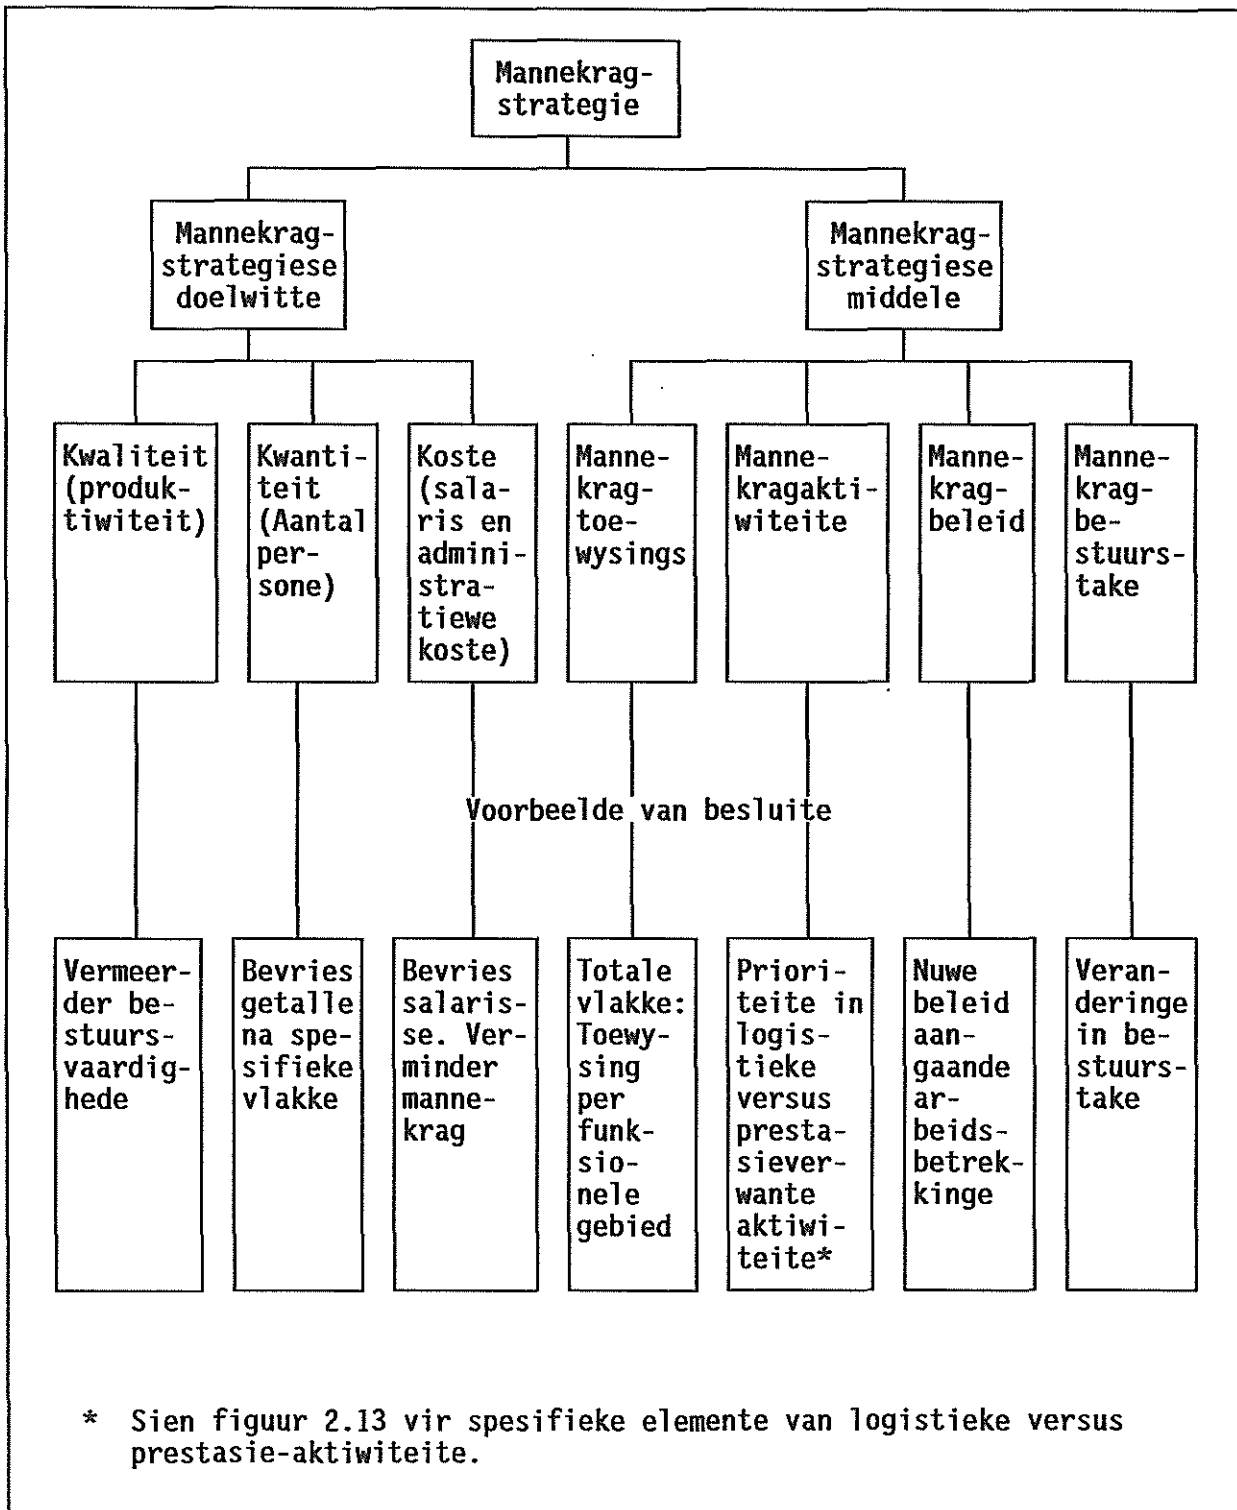 Mannekrag-
strategie
Mannekrag-
strategiese
doelwitte
Mannekrag-
strategiese
middele
Kwaliteit
(produk-
tiwiteit)
Kwanti-
teit
(Aantal
per-
sone)
Koste
(sala-
ris en
admini-
stra-
tiewe
koste)
Manne-
krag-
toe-
wysings
Manne-
kragakti-
witeite
Manne-
krag-
beleid
Manne-
krag-
be-
stuurs-
take
Voorbeelde van besluite
Vermeer-
der be-
stuurs-
vaardig-
hede
Bevries
getalle
na spe-
sifieke
vlakke
Bevries
salaris-
se. Ver-
minder
manne-
krag
Totale
vlakke:
Toewy-
sing
per
funk-
sio-
nele
gebied
Priori-
teite in
logis-
tieke
versus
presta-
siever-
wante
aktiwi-
teite*
Nuwe
beleid
aan-
gaande
ar-
beids-
betrek-
kinge
Veran-
deringe
in be-
stuurs-
take
* Sien figuur 2.13 vir spesifieke elemente van logistieke versus
prestasie-aktiwiteite.